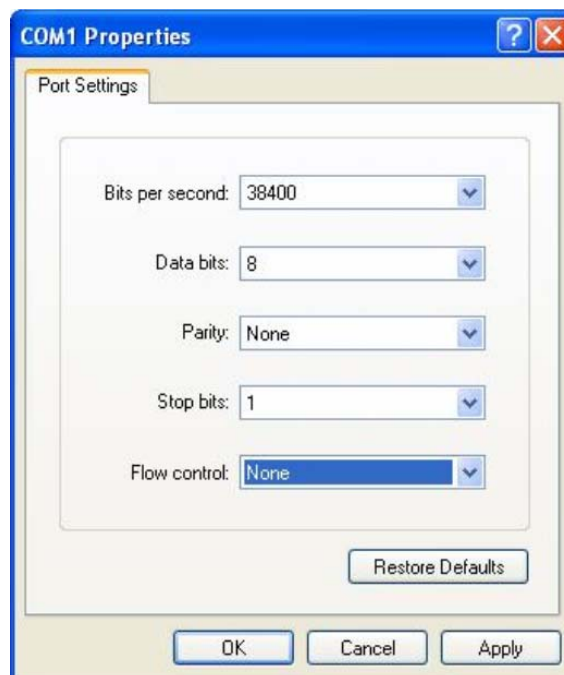 COM1 Properties
Port Settings
Bits per second: 38400
Data bits: 8
Parity: None
Stop bits: 1
Flow control: None
Restore Defaults
OK Cancel Apply